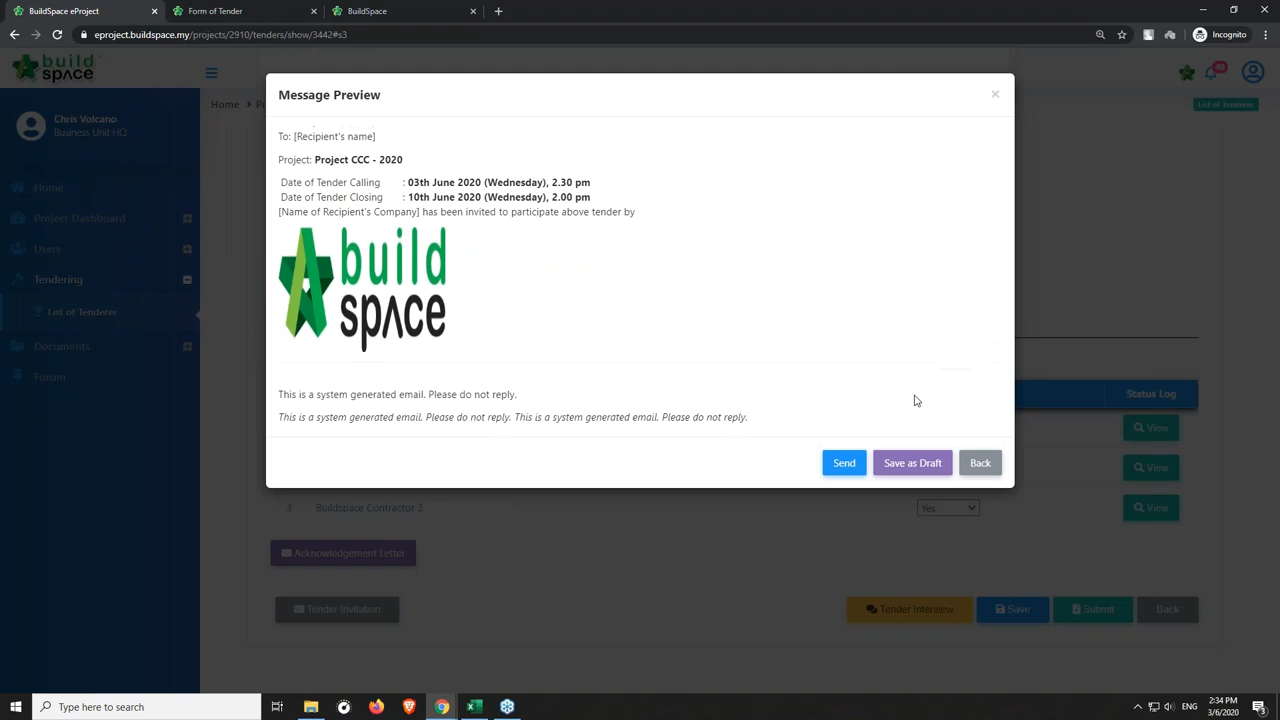 BuildSpace eProject
Form of Tender
BuildSpace
eproject.buildspace.my/projects/2910/tenders/show/3442#s3
Incognito
build
space
49
Chris Volcano
Business Unit HQ
Home
List of Tenderer
Home
Project Dashboard
Users
Tendering
List of Tenderer
Documents
Forum
Message Preview
×
To: [Recipient's name]
Project: Project CCC - 2020
Date of Tender Calling : 03th June 2020 (Wednesday), 2.30 pm
Date of Tender Closing : 10th June 2020 (Wednesday), 2.00 pm
[Name of Recipient's Company] has been invited to participate above tender by
build
space
This is a system generated email. Please do not reply.
This is a system generated email. Please do not reply. This is a system generated email. Please do not reply.
Send Save as Draft Back
Status Log
View
View
3 Buildspace Contractor 3 Yes View
Acknowledgement Letter
Tender Invitation Tender Interview Save Submit Back
Type here to search
ENG
2:34 PM
3/6/2020